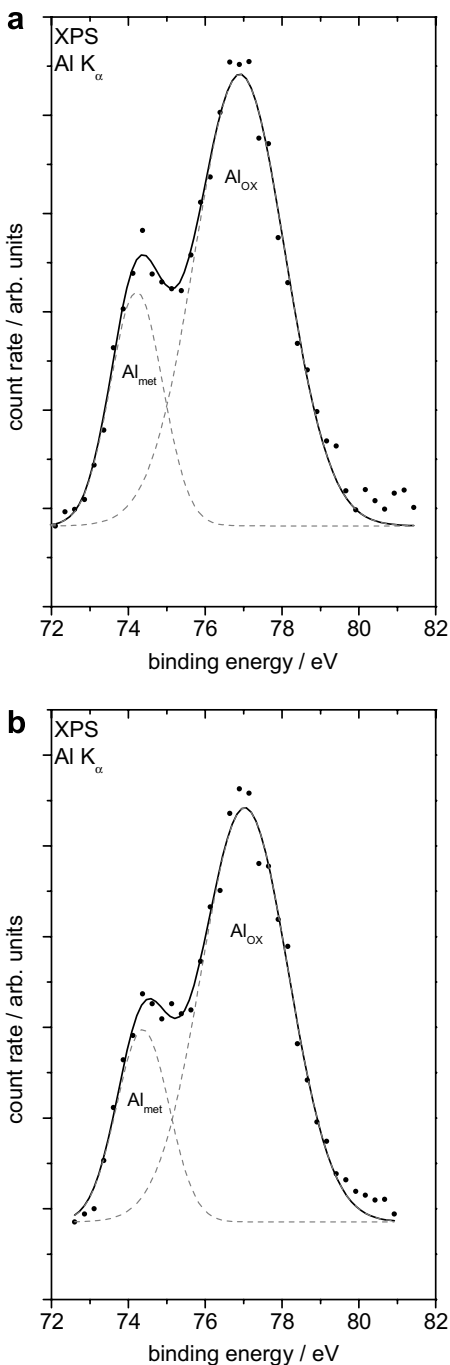 a
XPS
Al Kα
AlOX
Almet
count rate / arb. units
72 74 76 78 80 82
binding energy / eV
b
XPS
Al Kα
AlOX
Almet
count rate / arb. units
72 74 76 78 80 82
binding energy / eV